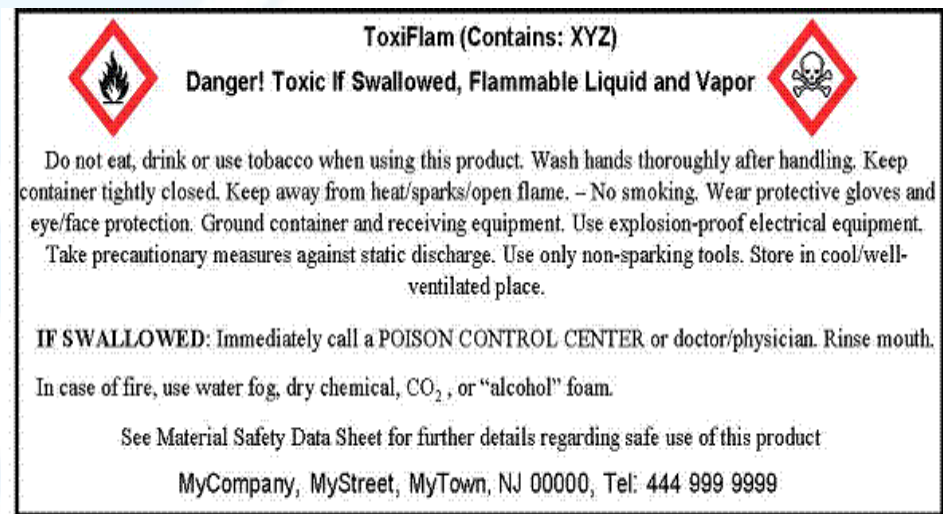 ToxiFlam (Contains: XYZ)
Danger! Toxic If Swallowed, Flammable Liquid and Vapor
Do not eat, drink or use tobacco when using this product. Wash hands thoroughly after handling. Keep
container tightly closed. Keep away from heat/sparks/open flame. – No smoking. Wear protective gloves and
eye/face protection. Ground container and receiving equipment. Use explosion-proof electrical equipment.
Take precautionary measures against static discharge. Use only non-sparking tools. Store in cool/well-
ventilated place.
IF SWALLOWED: Immediately call a POISON CONTROL CENTER or doctor/physician. Rinse mouth.
In case of fire, use water fog, dry chemical, CO₂ , or “alcohol” foam.
See Material Safety Data Sheet for further details regarding safe use of this product
MyCompany, MyStreet, MyTown, NJ 00000, Tel: 444 999 9999